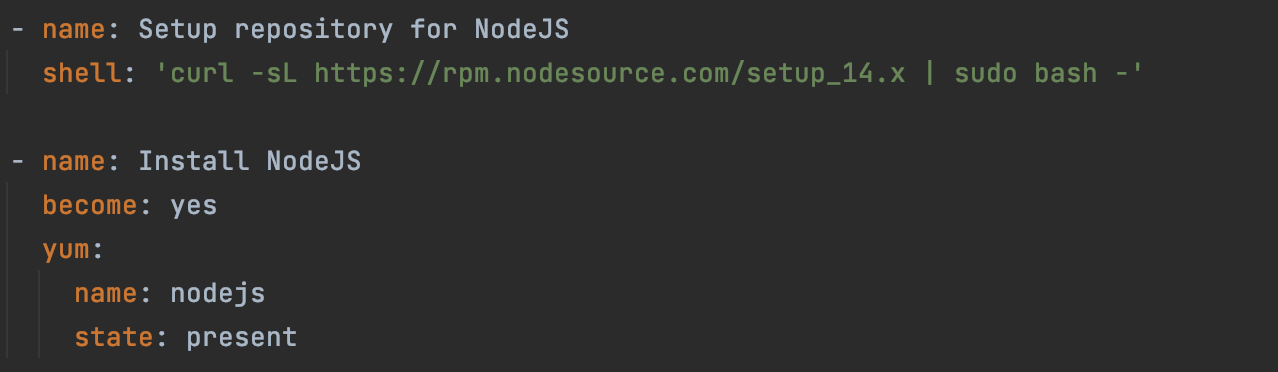 - name: Setup repository for NodeJS
  shell: 'curl -sL https://rpm.nodesource.com/setup_14.x | sudo bash -'
- name: Install NodeJS
  become: yes
  yum:
    name: nodejs
    state: present